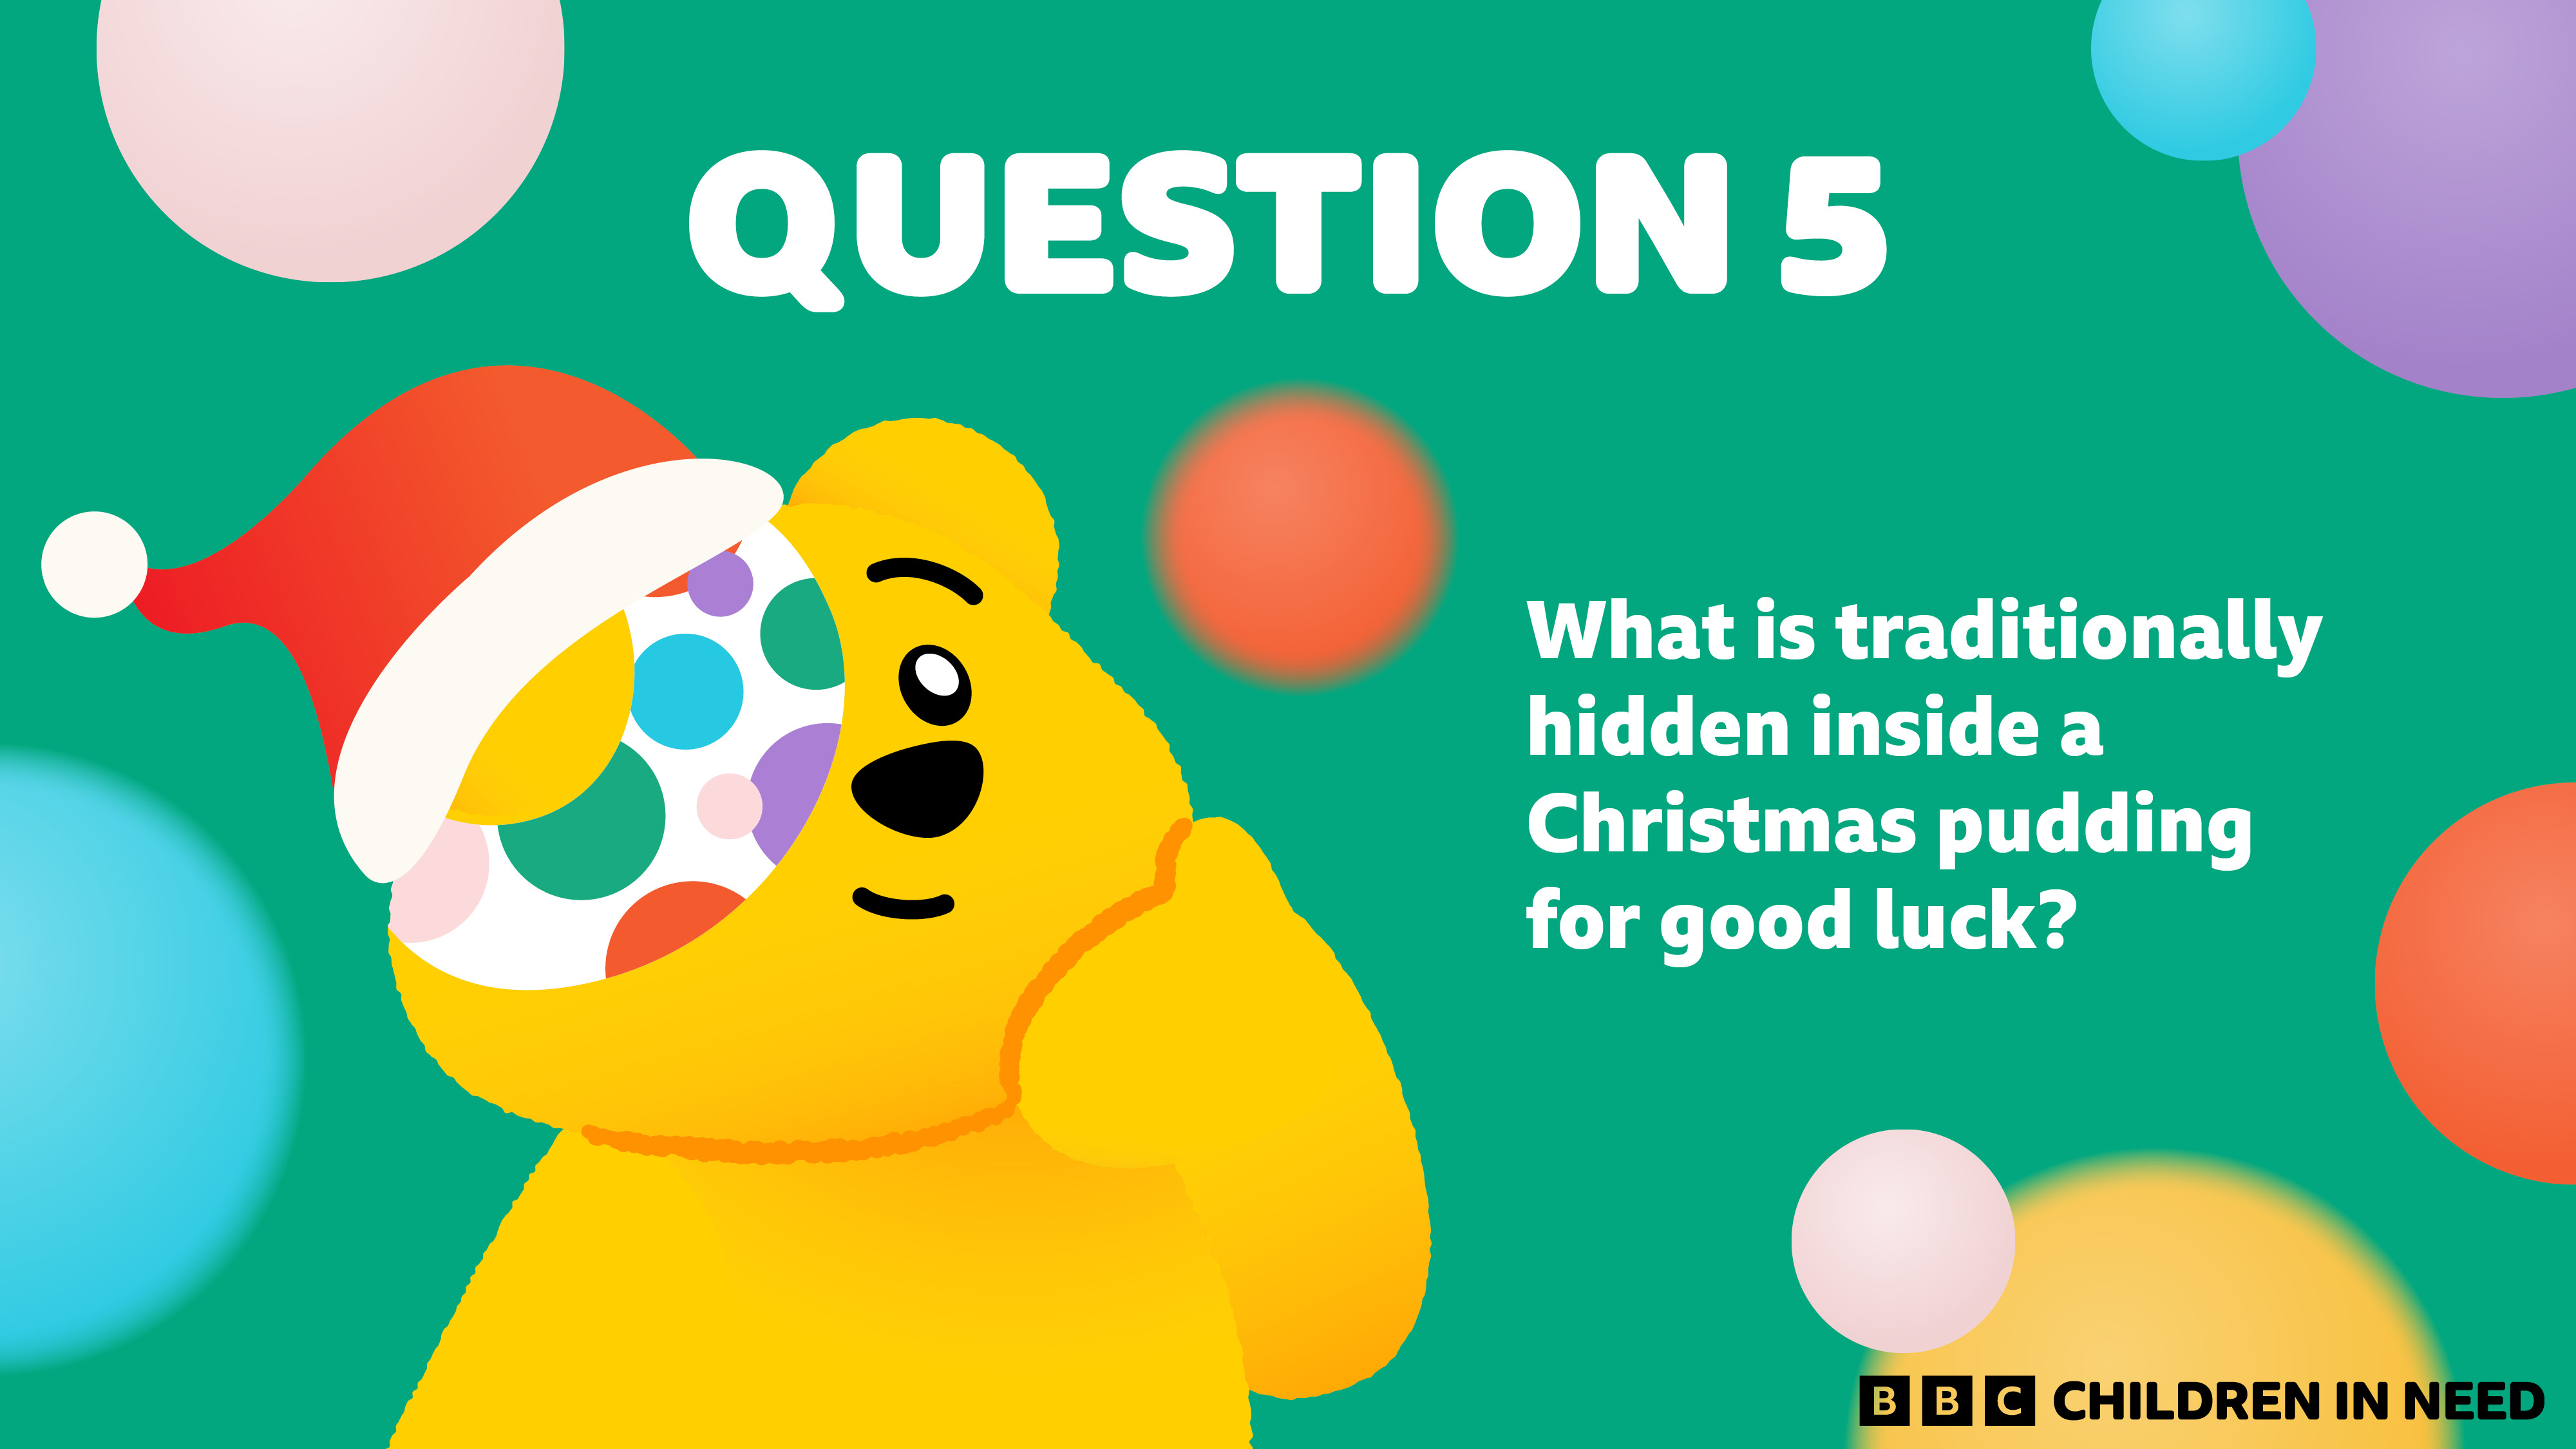 QUESTION 5
What is traditionally
hidden inside a
Christmas pudding
for good luck?
BBC CHILDREN IN NEED